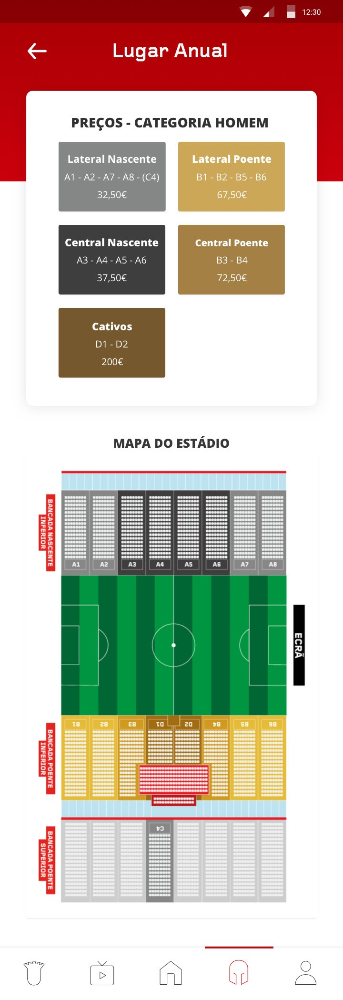 12:30
Lugar Anual
PREÇOS - CATEGORIA HOMEM
Lateral Nascente
A1 - A2 - A7 - A8 - (C4)
32,50€
Lateral Poente
B1 - B2 - B5 - B6
67,50€
Central Nascente
A3 - A4 - A5 - A6
37,50€
Central Poente
B3 - B4
72,50€
Cativos
D1 - D2
200€
MAPA DO ESTÁDIO
BANCADA NASCENTE
INFERIOR
A1 A2 A3 A4 A5 A6 A7 A8
ECRÃ
BANCADA POENTE
INFERIOR
B1 B2 B3 D1 D2 B4 B5 B6
BANCADA POENTE
SUPERIOR
C4